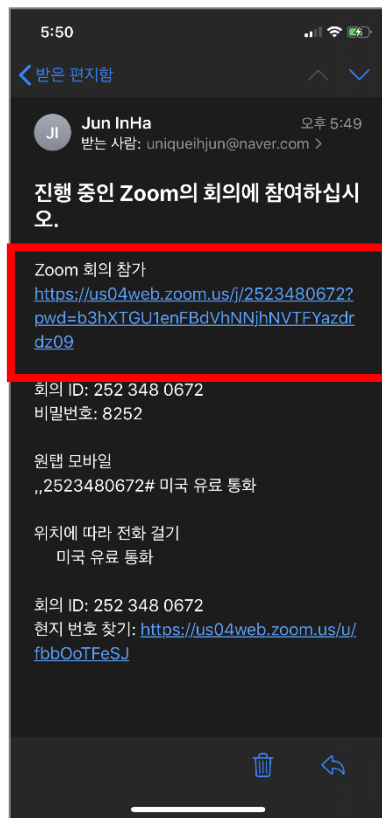 5:50
받은 편지함
JI
Jun InHa
오후 5:49
받는 사람: uniqueihjun@naver.com >
진행 중인 Zoom의 회의에 참여하십시
오.
Zoom 회의 참가
https://us04web.zoom.us/j/2523480672?
pwd=b3hXTGU1enFBdVhNNjhNVTFYazdr
dz09
회의 ID: 252 348 0672
비밀번호: 8252
원탭 모바일
,,2523480672# 미국 유료 통화
위치에 따라 전화 걸기
미국 유료 통화
회의 ID: 252 348 0672
현지 번호 찾기: https://us04web.zoom.us/u/
fbbOoTFeSJ